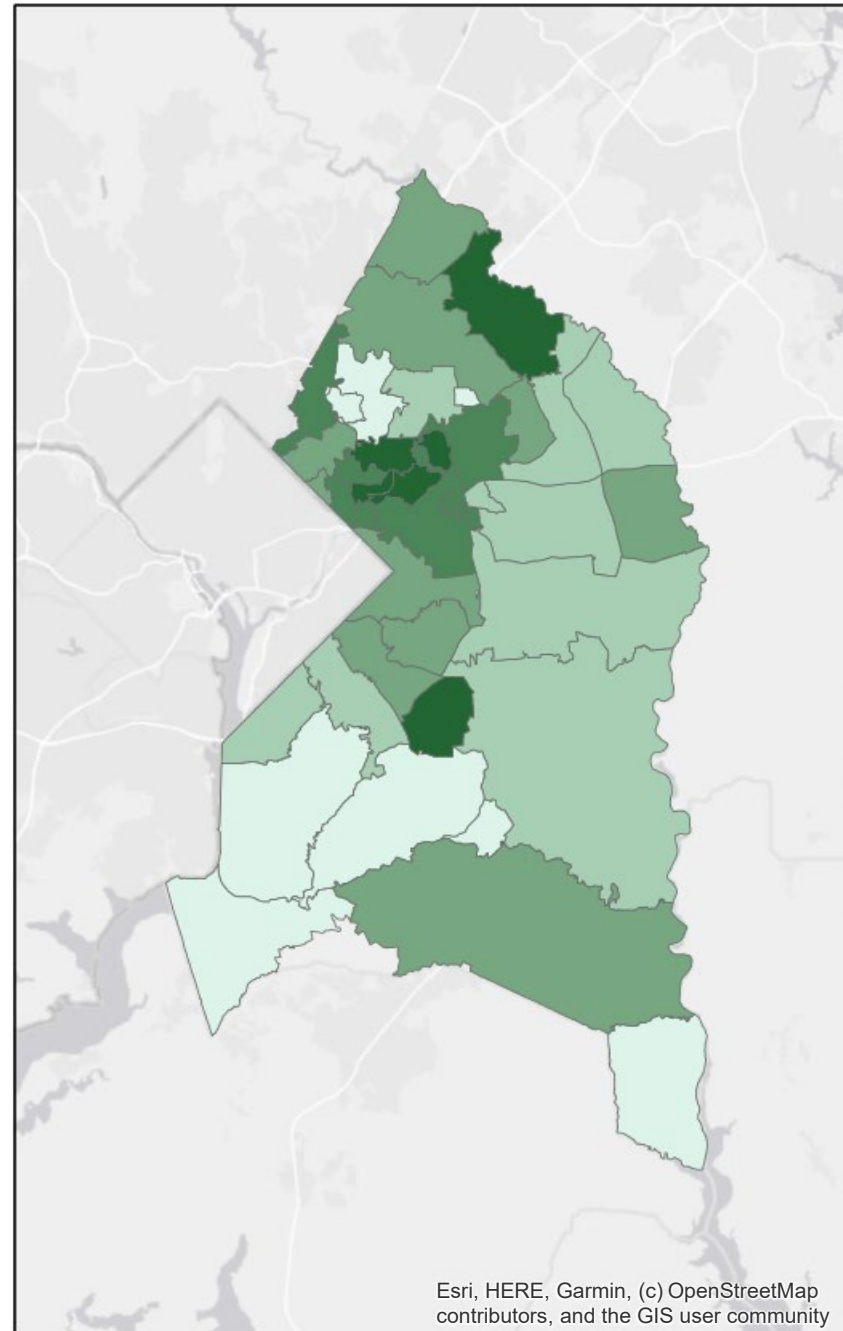 Esri, HERE, Garmin, (c) OpenStreetMap
contributors, and the GIS user community